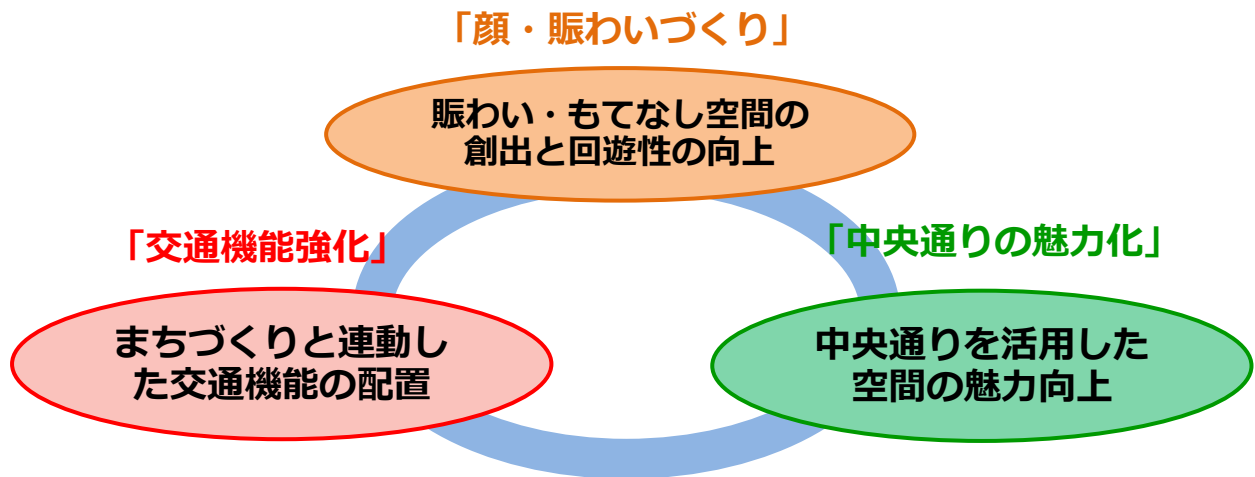 「顔・賑わいづくり」
賑わい・もてなし空間の
創出と回遊性の向上
「交通機能強化」
「中央通りの魅力化」
まちづくりと連動し
た交通機能の配置
中央通りを活用した
空間の魅力向上